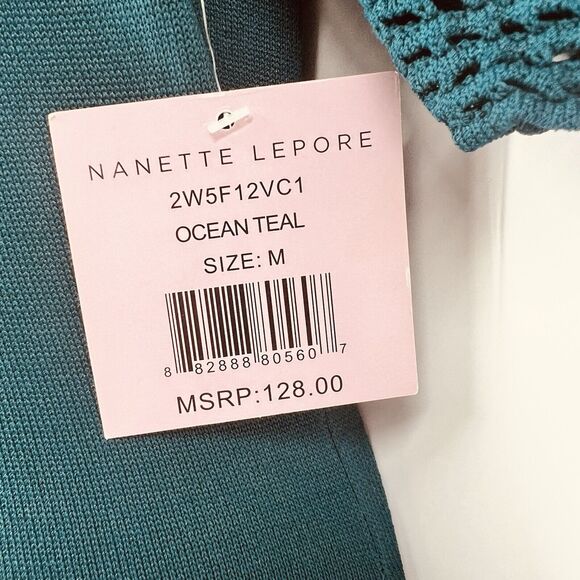 NANETTE LEPORE
2W5F12VC1
OCEAN TEAL
SIZE: M
8 82888 80560 7
MSRP:128.00